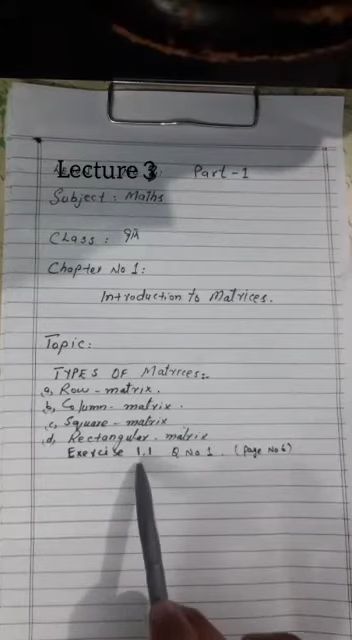 Lecture 3: Part-1
Subject: Maths
Class: 9th
Chapter No 1:
Introduction to Matrices.
Topic:
TYPES OF Matrices:-
a, Row-matrix.
b, Column-matrix.
c, Square-matrix
d, Rectangular-matrix
Exercise 1.1 Q No 1. (page No 6)